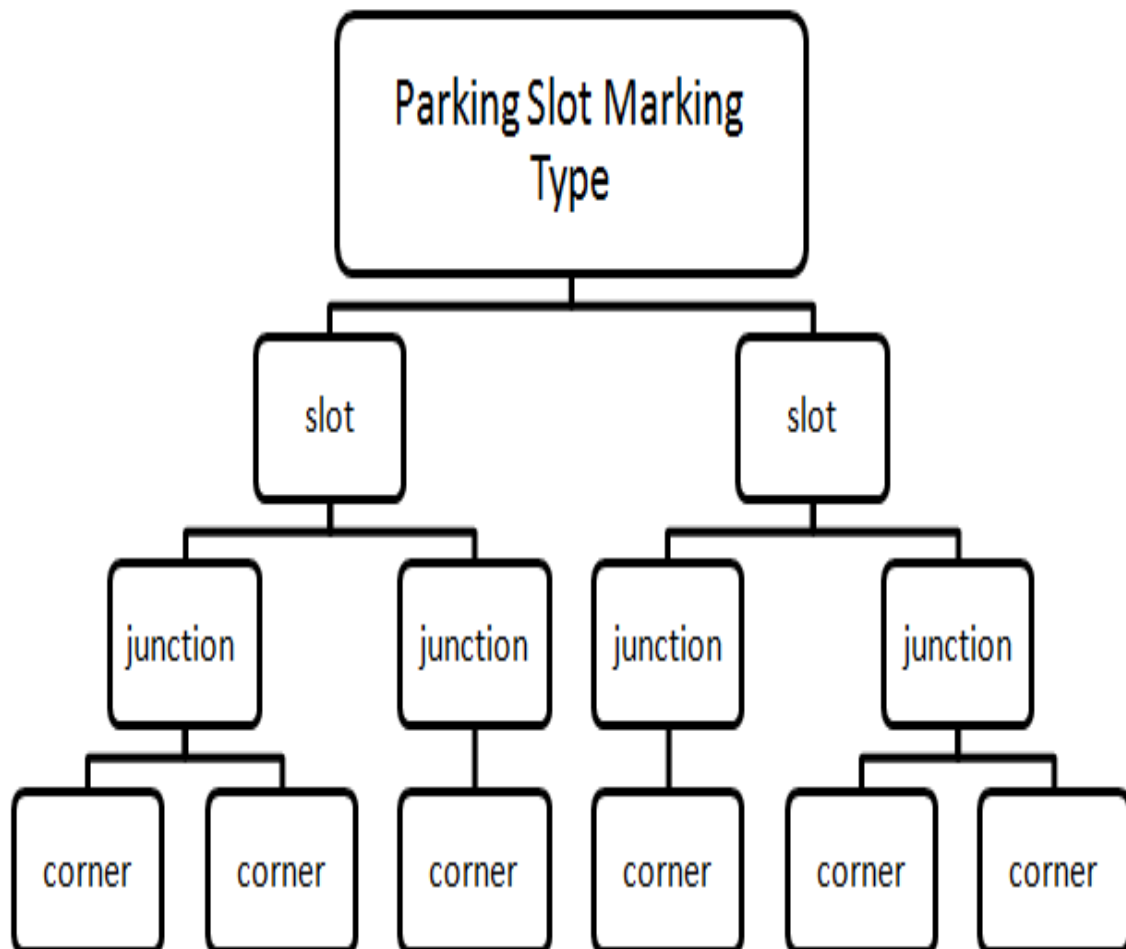 Parking Slot Marking
Type
slot
slot
junction
junction
junction
junction
corner
corner
corner
corner
corner
corner